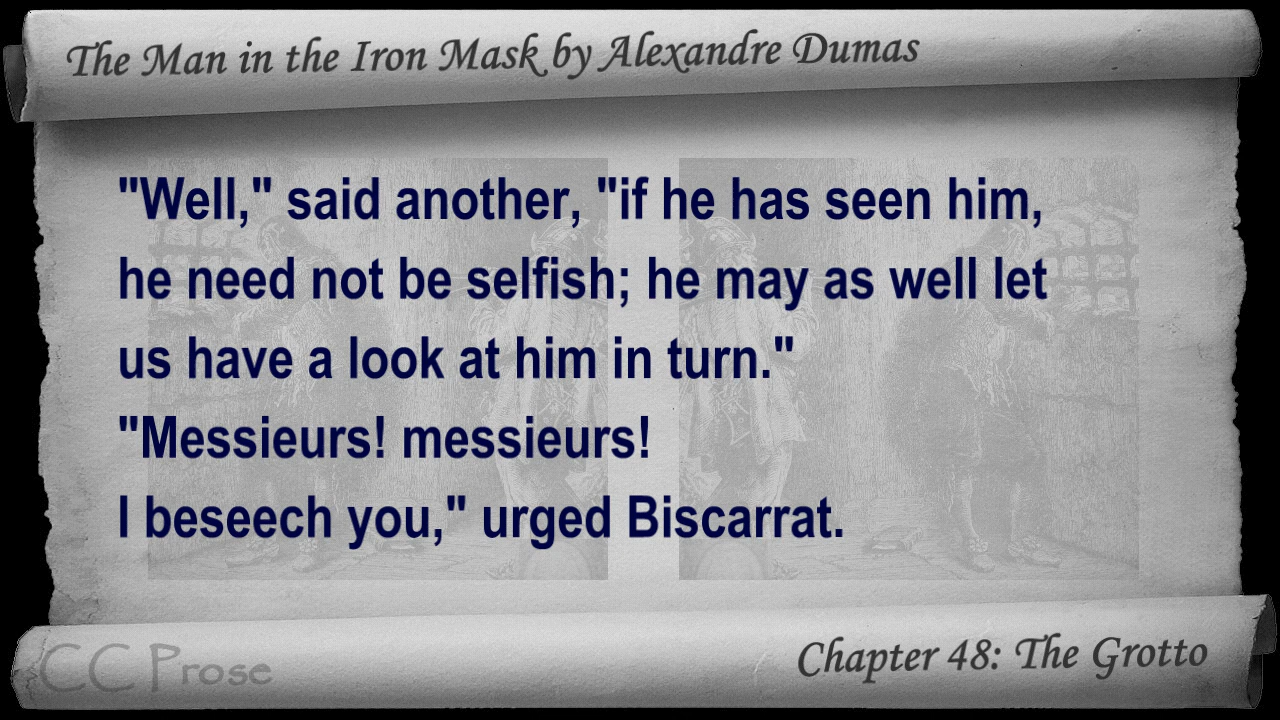 The Man in the Iron Mask by Alexandre Dumas
"Well," said another, "if he has seen him,
he need not be selfish; he may as well let
us have a look at him in turn."
"Messieurs! messieurs!
I beseech you," urged Biscarrat.
CC Prose
Chapter 48: The Grotto